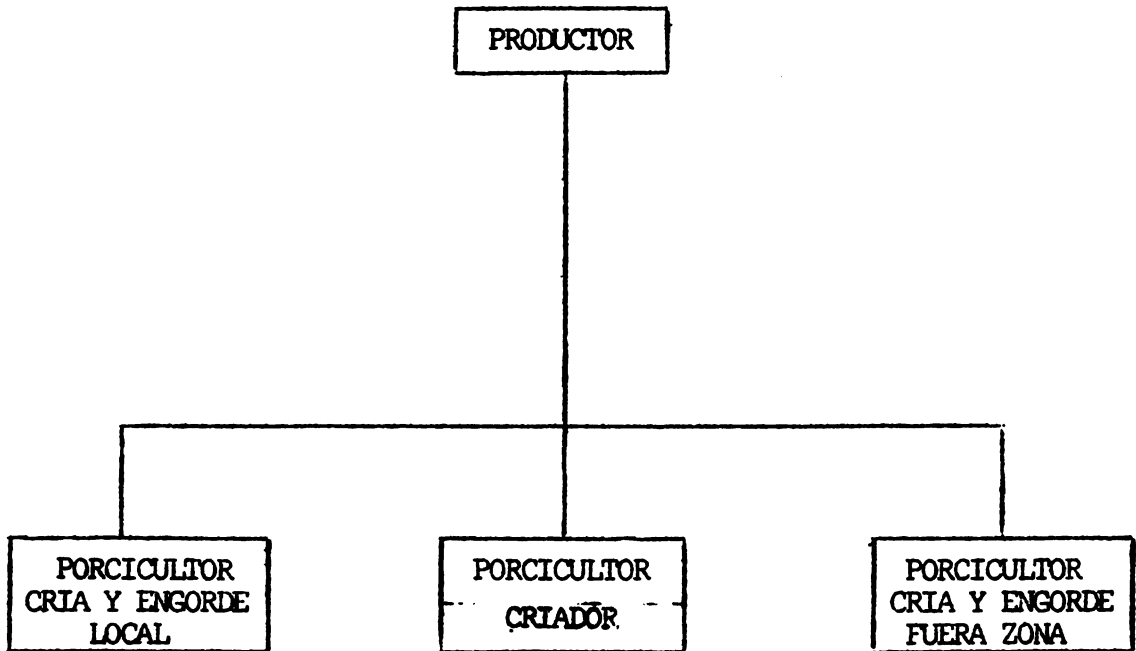 PRODUCTOR
PORCICULTOR
CRIA Y ENGORDE
LOCAL
PORCICULTOR
CRIADOR
PORCICULTOR
CRIA Y ENGORDE
FUERA ZONA